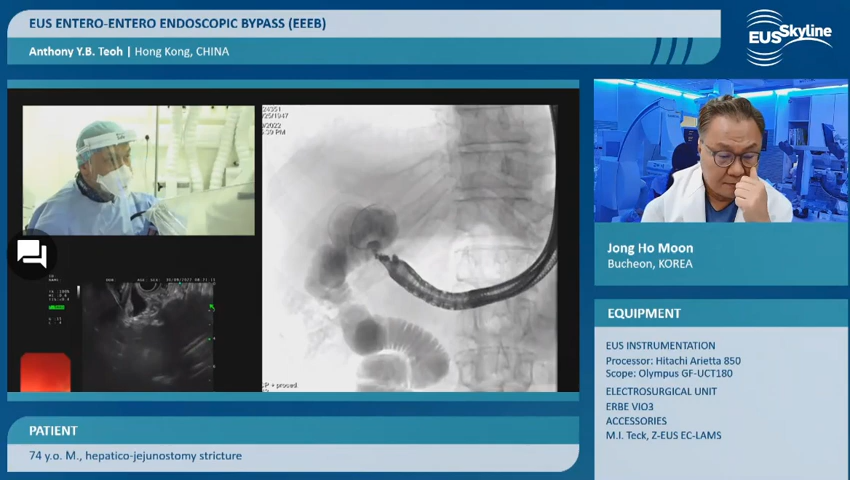 EUS ENTERO-ENTERO ENDOSCOPIC BYPASS (EEEB)
Anthony Y.B. Teoh | Hong Kong, CHINA
EUSSkyline
24351
Jong Ho Moon
Bucheon, KOREA
EQUIPMENT
EUS INSTRUMENTATION
Processor: Hitachi Arietta 850
Scope: Olympus GF-UCT180
ELECTROSURGICAL UNIT
ERBE VIO3
ACCESSORIES
M.I. Teck, Z-EUS EC-LAMS
PATIENT
74 y.o. M., hepatico-jejunostomy stricture